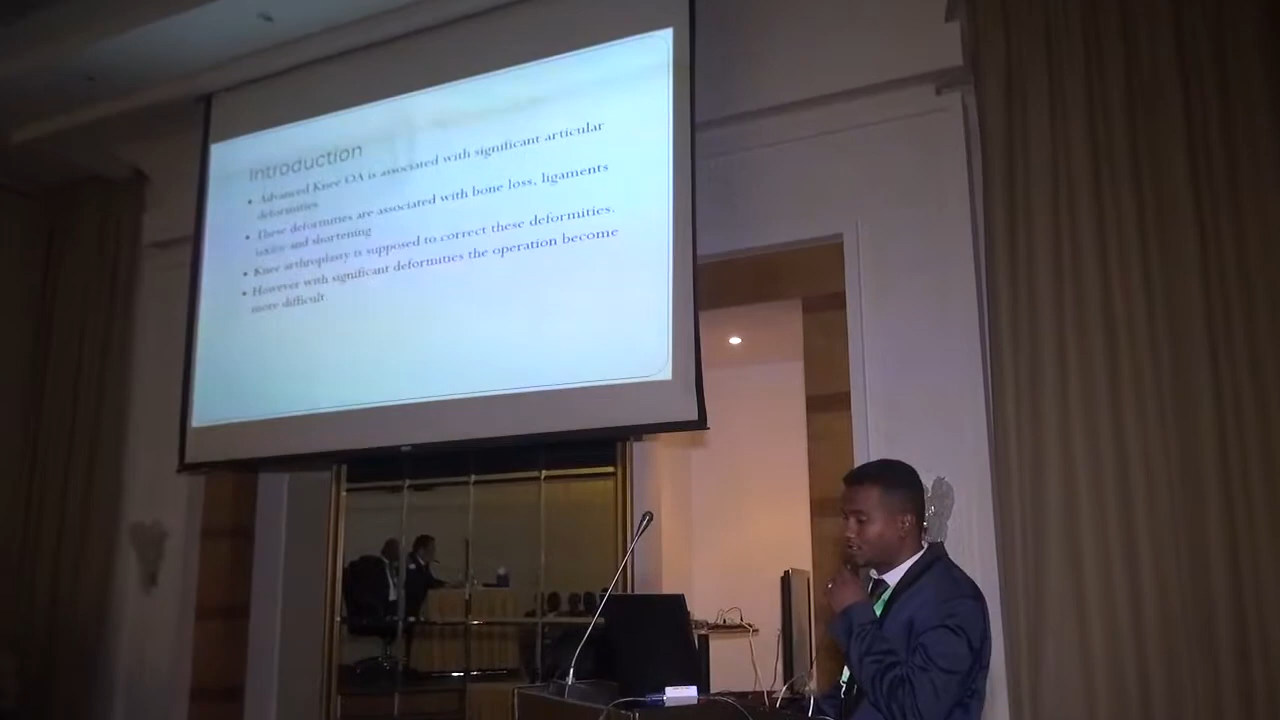 Introduction
• Advanced Knee OA is associated with significant articular
deformities
• These deformities are associated with bone loss, ligaments
and shortening
• Knee arthroplasty is supposed to correct these deformities.
• However with significant deformities the operation become
more difficult.